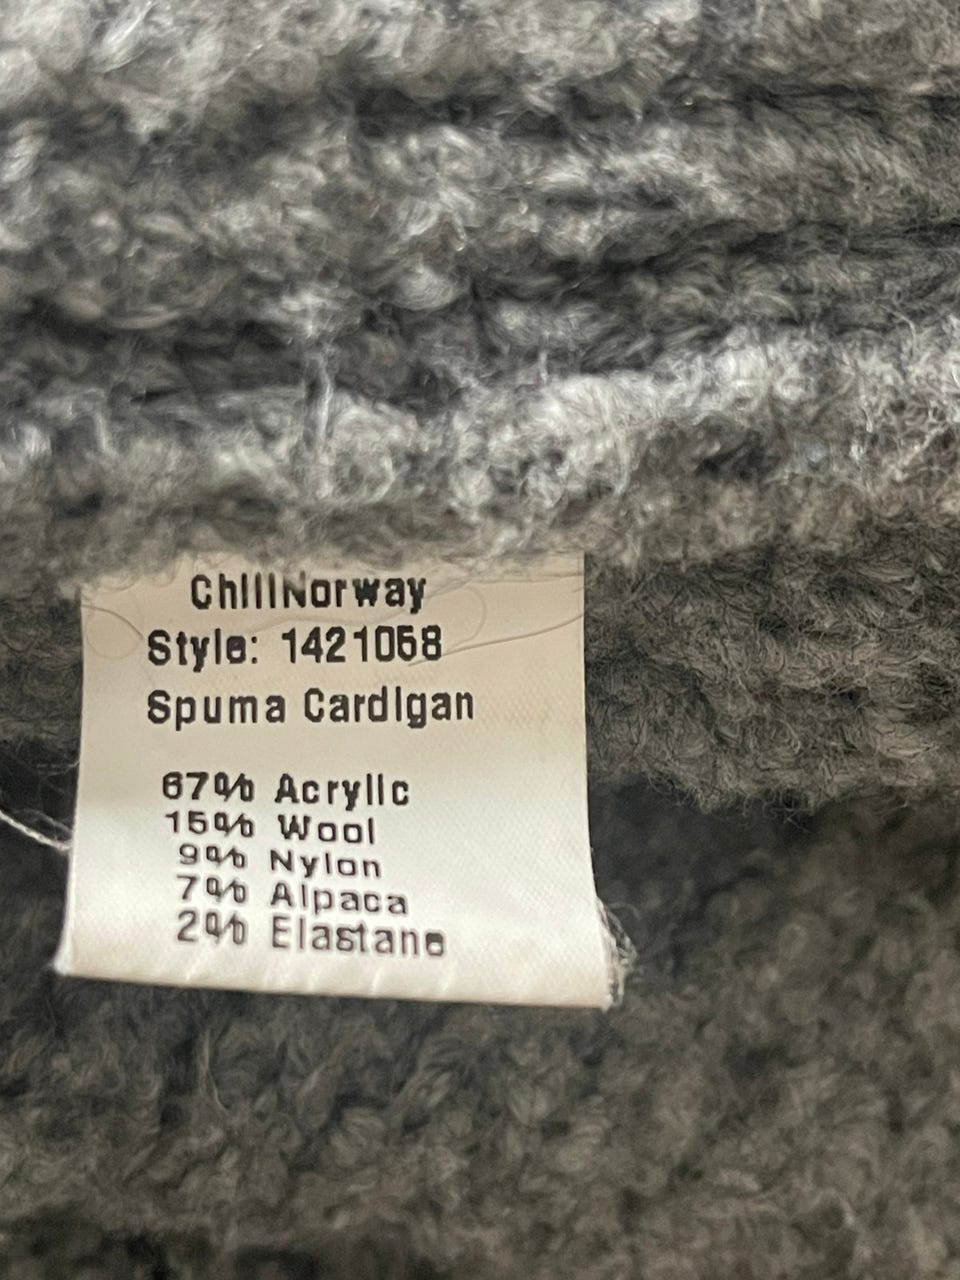 ChillNorway
Style: 1421058
Spuma Cardigan
67% Acrylic
15% Wool
9% Nylon
7% Alpaca
2% Elastane